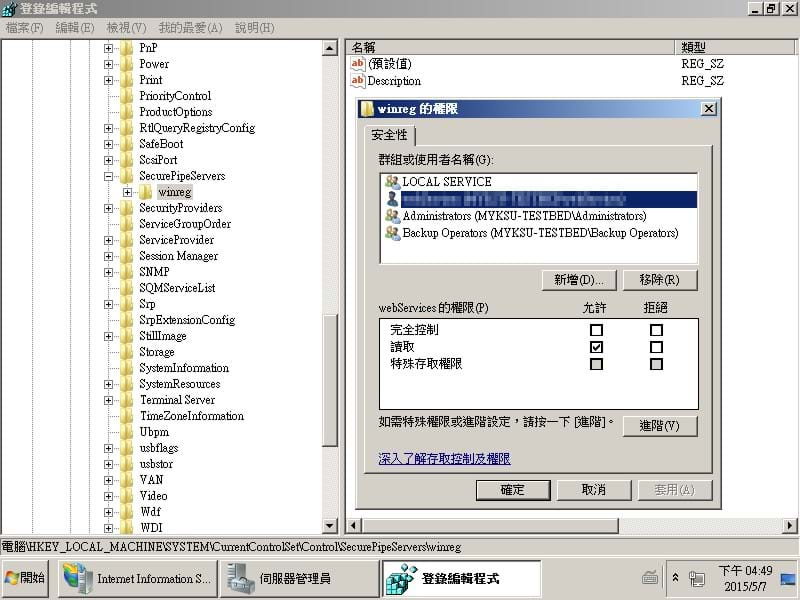 登錄編輯程式
檔案(F) 編輯(E) 檢視(V) 我的最愛(A) 說明(H)
PnP
Power
Print
PriorityControl
ProductOptions
RtlQueryRegistryConfig
SafeBoot
ScsiPort
SecurePipeServers
winreg
SecurityProviders
ServiceGroupOrder
ServiceProvider
Session Manager
SNMP
SQMServiceList
Srp
SrpExtensionConfig
StillImage
Storage
SystemInformation
SystemResources
Terminal Server
TimeZoneInformation
Ubpm
usbflags
usbstor
VAN
Video
Wdf
WDI
名稱 類型
(預設值) REG_SZ
Description REG_SZ
winreg 的權限
安全性
群組或使用者名稱(G):
LOCAL SERVICE
Administrators (MYKSU-TESTBED\Administrators)
Backup Operators (MYKSU-TESTBED\Backup Operators)
新增(D)... 移除(R)
webServices 的權限(P) 允許 拒絕
完全控制
讀取
特殊存取權限
如需特殊權限或進階設定，請按一下 [進階]。 進階(V)
深入了解存取控制及權限
確定 取消 套用(A)
電腦\HKEY_LOCAL_MACHINE\SYSTEM\CurrentControlSet\Control\SecurePipeServers\winreg
開始 Internet Information S... 伺服器管理員 登錄編輯程式 下午 04:49
2015/5/7